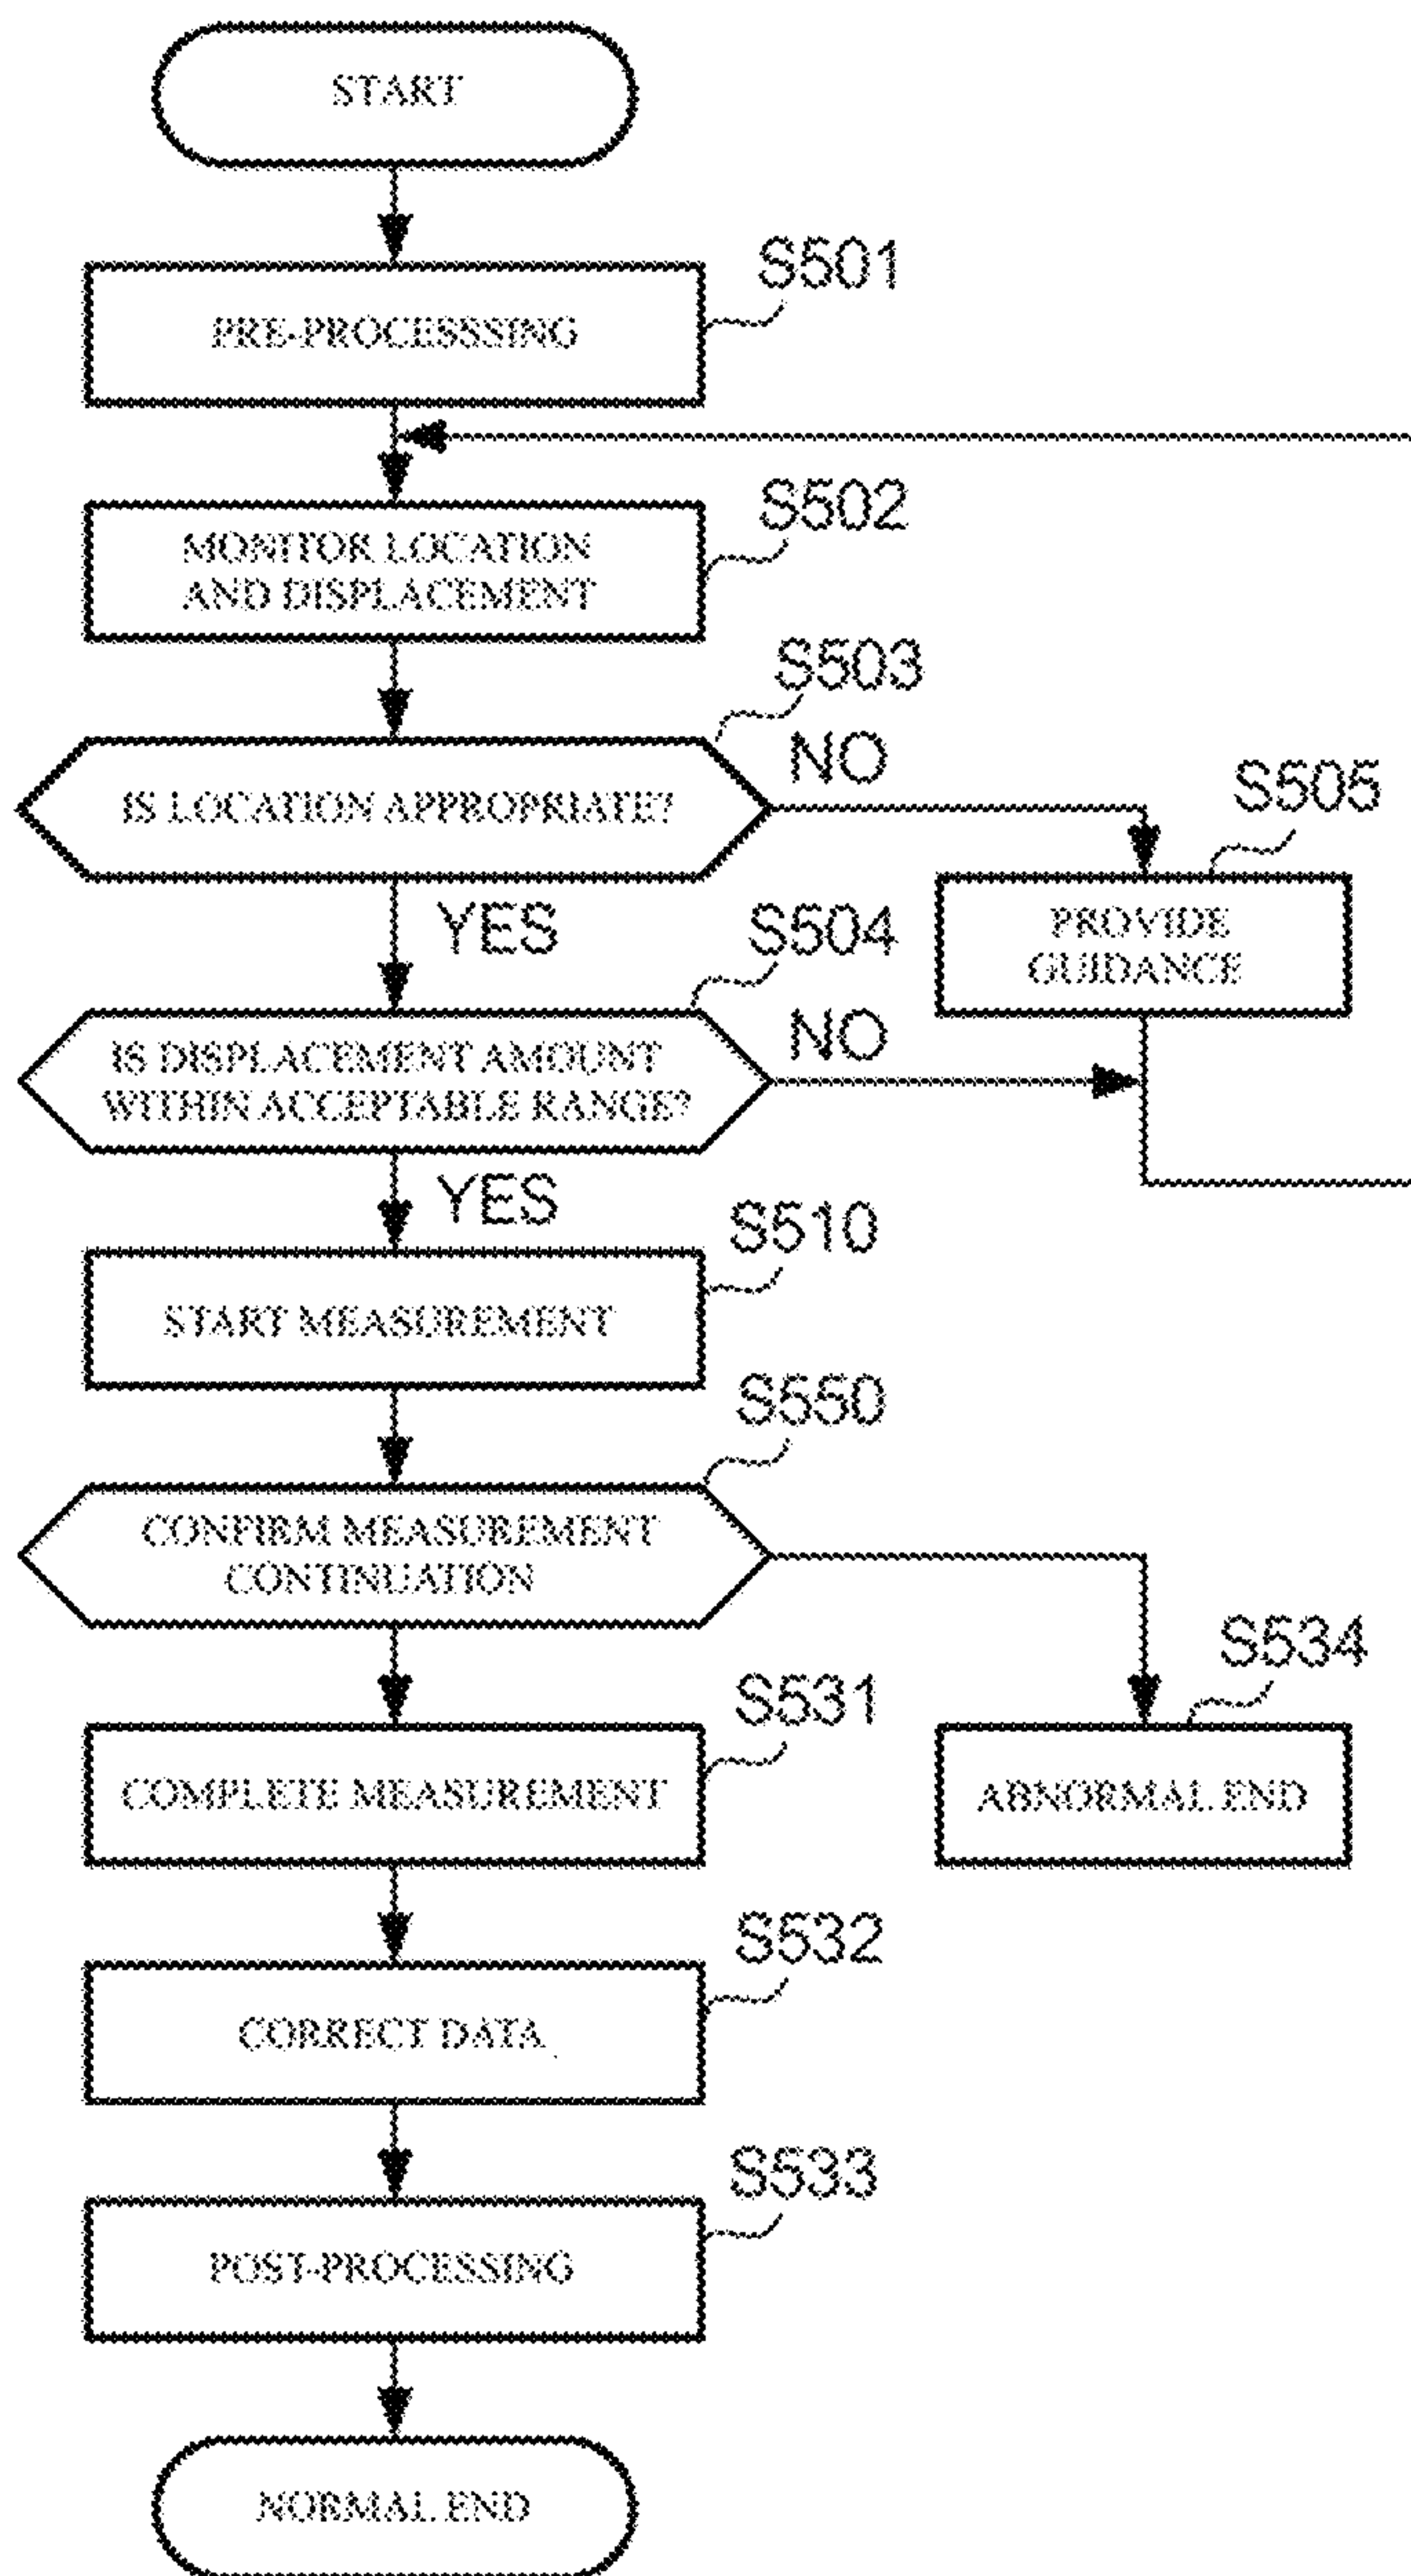 START
S501
PRE-PROCESSSING
S502
MONITOR LOCATION
AND DISPLACEMENT
S503
IS LOCATION APPROPRIATE?
NO
S505
PROVIDE
GUIDANCE
YES
S504
IS DISPLACEMENT AMOUNT
WITHIN ACCEPTABLE RANGE?
NO
YES
S510
START MEASUREMENT
S550
CONFIRM MEASUREMENT
CONTINUATION
S534
ABNORMAL END
S531
COMPLETE MEASUREMENT
S532
CORRECT DATA
S533
POST-PROCESSING
NORMAL END